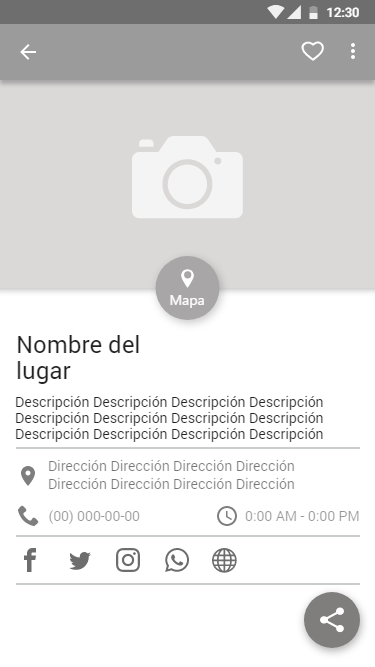 12:30
Mapa
Nombre del
lugar
Descripción Descripción Descripción Descripción
Descripción Descripción Descripción Descripción
Descripción Descripción Descripción Descripción
Dirección Dirección Dirección Dirección
Dirección Dirección Dirección Dirección
(00) 000-00-00 0:00 AM - 0:00 PM